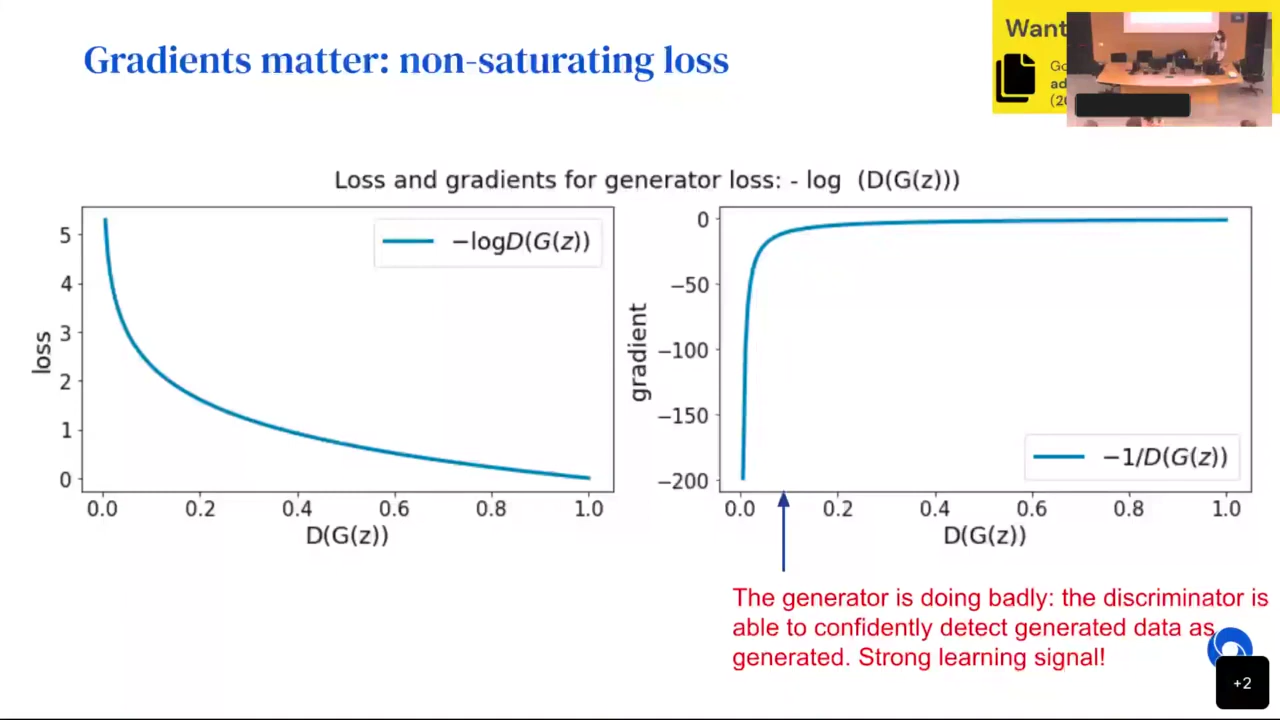 Gradients matter: non-saturating loss
Want
Go
ad
(20
Loss and gradients for generator loss: - log (D(G(z)))
5
4
3
2
1
0
loss
−logD(G(z))
0.0 0.2 0.4 0.6 0.8 1.0
D(G(z))
0
−50
−100
−150
−200
gradient
−1/D(G(z))
0.0 0.2 0.4 0.6 0.8 1.0
D(G(z))
The generator is doing badly: the discriminator is
able to confidently detect generated data as
generated. Strong learning signal!
+2